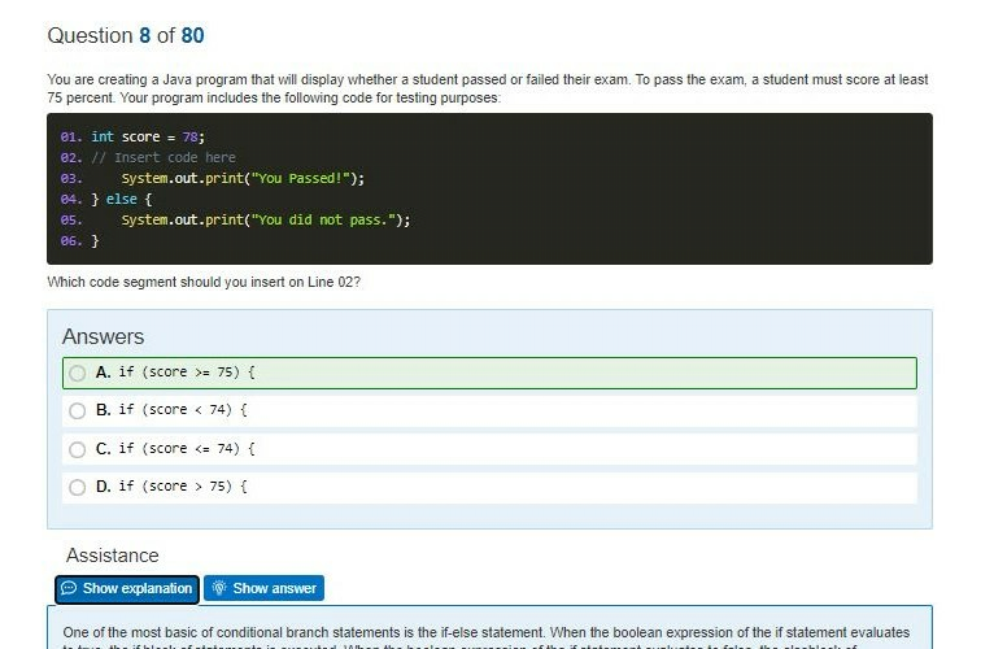 Question 8 of 80
You are creating a Java program that will display whether a student passed or failed their exam. To pass the exam, a student must score at least
75 percent. Your program includes the following code for testing purposes:
01. int score = 78;
02. // Insert code here
03. System.out.print("You Passed!");
04. } else {
05. System.out.print("You did not pass.");
06. }
Which code segment should you insert on Line 02?
Answers
A. if (score >= 75) {
B. if (score < 74) {
C. if (score <= 74) {
D. if (score > 75) {
Assistance
Show explanation Show answer
One of the most basic of conditional branch statements is the if-else statement. When the boolean expression of the if statement evaluates